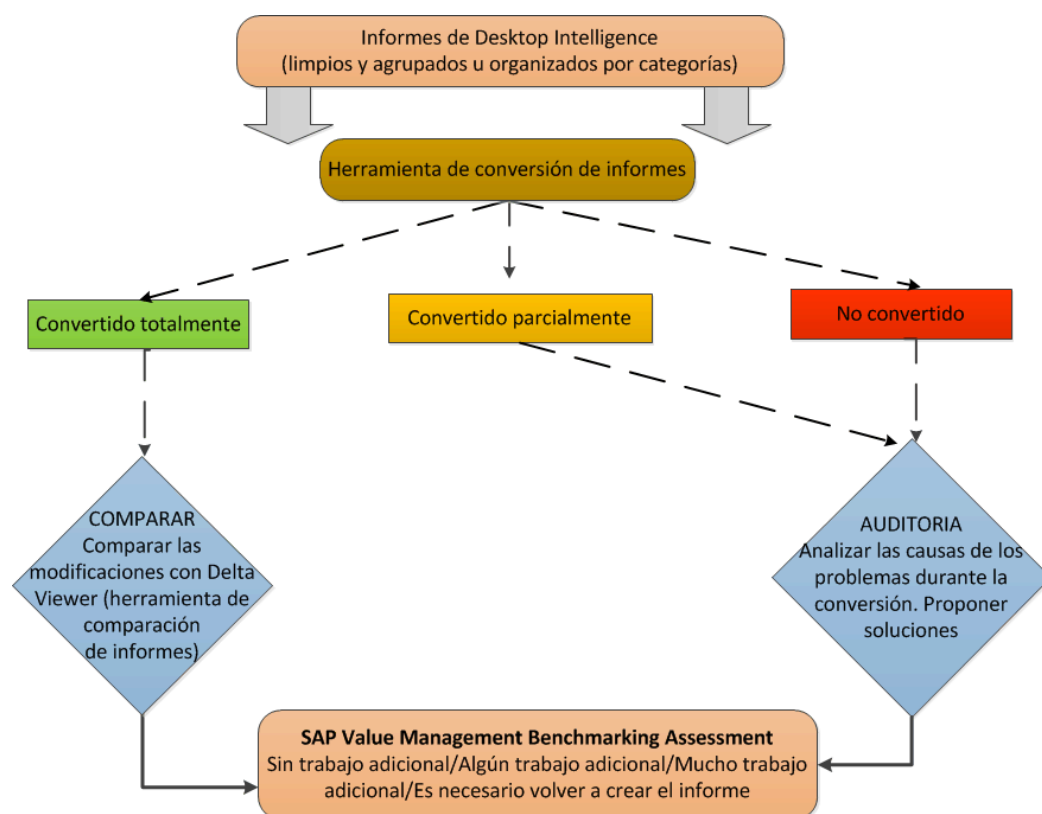 Informes de Desktop Intelligence
(limpios y agrupados u organizados por categorías)
Herramienta de conversión de informes
Convertido totalmente
Convertido parcialmente
No convertido
COMPARAR
Comparar las
modificaciones con Delta
Viewer (herramienta de
comparación
de informes)
AUDITORIA
Analizar las causas de los
problemas durante la
conversión. Proponer
soluciones
SAP Value Management Benchmarking Assessment
Sin trabajo adicional/Algún trabajo adicional/Mucho trabajo
adicional/Es necesario volver a crear el informe